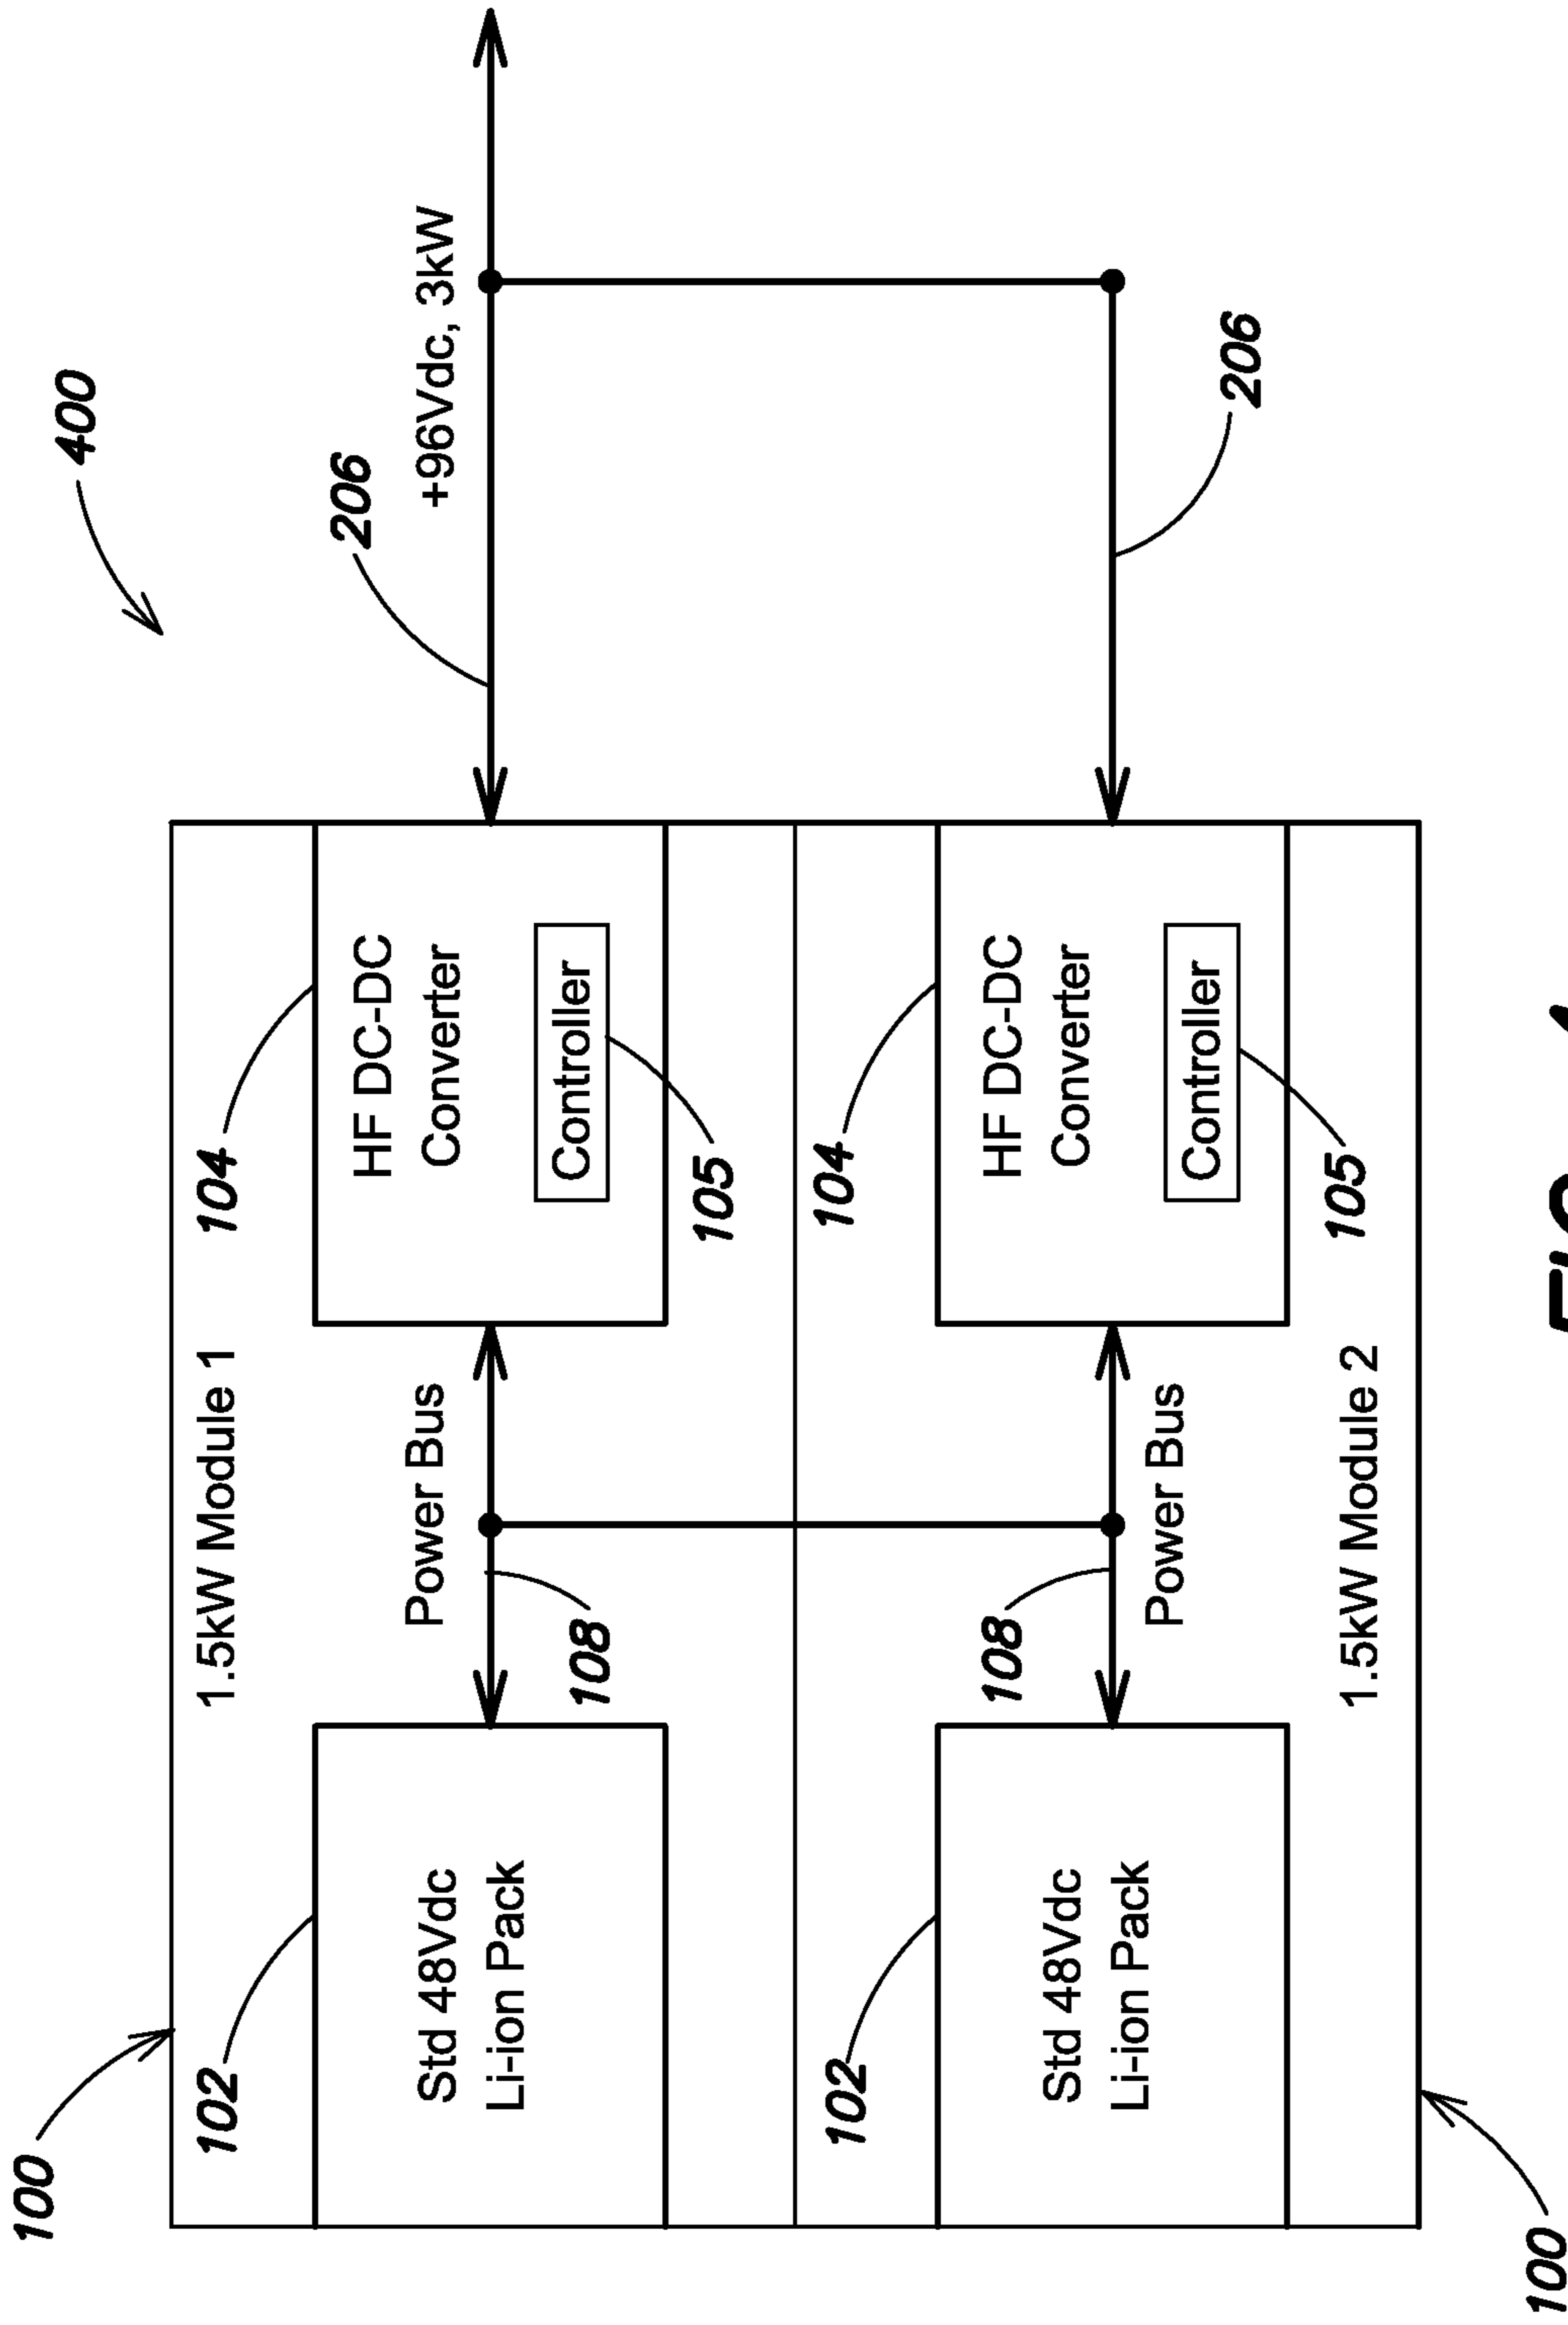 400
100
102
1.5kW Module 1
104
206
Std 48Vdc
Li-ion Pack
Power Bus
108
HF DC-DC
Converter
Controller
105
+96Vdc, 3kW
102
104
Std 48Vdc
Li-ion Pack
108
Power Bus
HF DC-DC
Converter
Controller
105
206
1.5kW Module 2
100